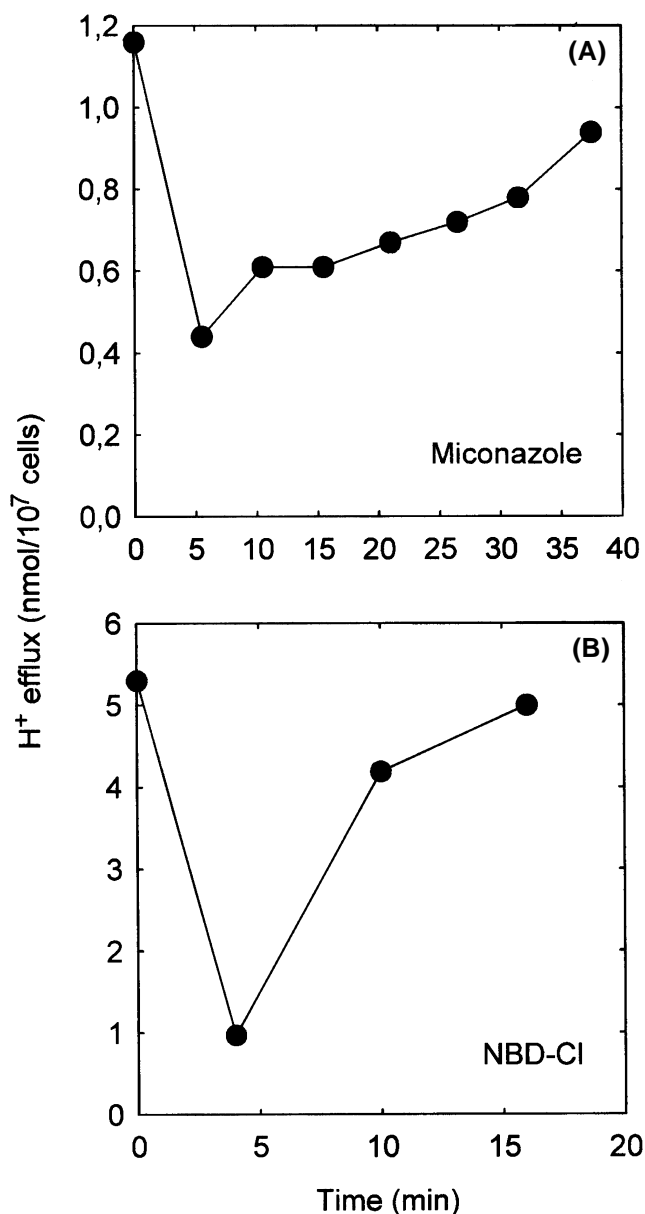 (A)
1,2
1,0
0,8
0,6
0,4
0,2
0,0
0 5 10 15 20 25 30 35 40
Miconazole
H⁺ efflux (nmol/10⁷ cells)
(B)
6
5
4
3
2
1
0
0 5 10 15 20
NBD-Cl
Time (min)